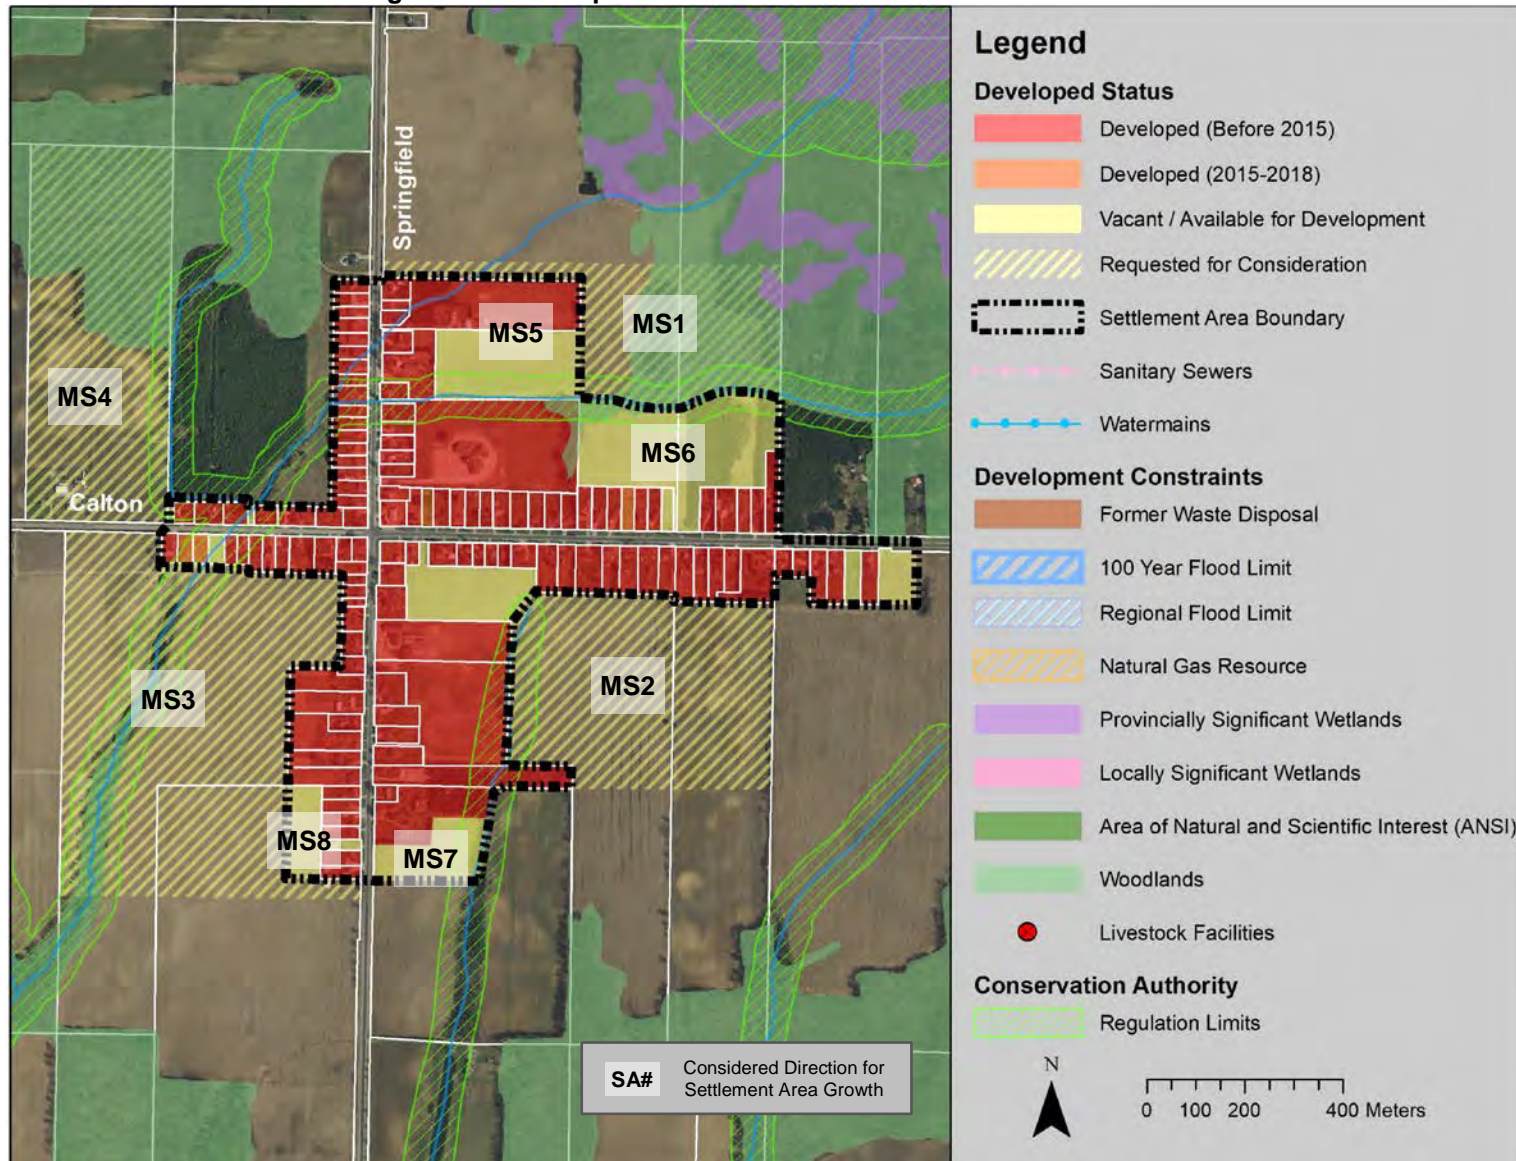 Springfield
MS1
MS5
MS4
MS6
Calton
MS3
MS2
MS8
MS7
SA#
Considered Direction for
Settlement Area Growth
Legend
Developed Status
Developed (Before 2015)
Developed (2015-2018)
Vacant / Available for Development
Requested for Consideration
Settlement Area Boundary
Sanitary Sewers
Watermains
Development Constraints
Former Waste Disposal
100 Year Flood Limit
Regional Flood Limit
Natural Gas Resource
Provincially Significant Wetlands
Locally Significant Wetlands
Area of Natural and Scientific Interest (ANSI)
Woodlands
Livestock Facilities
Conservation Authority
Regulation Limits
N
0 100 200 400 Meters